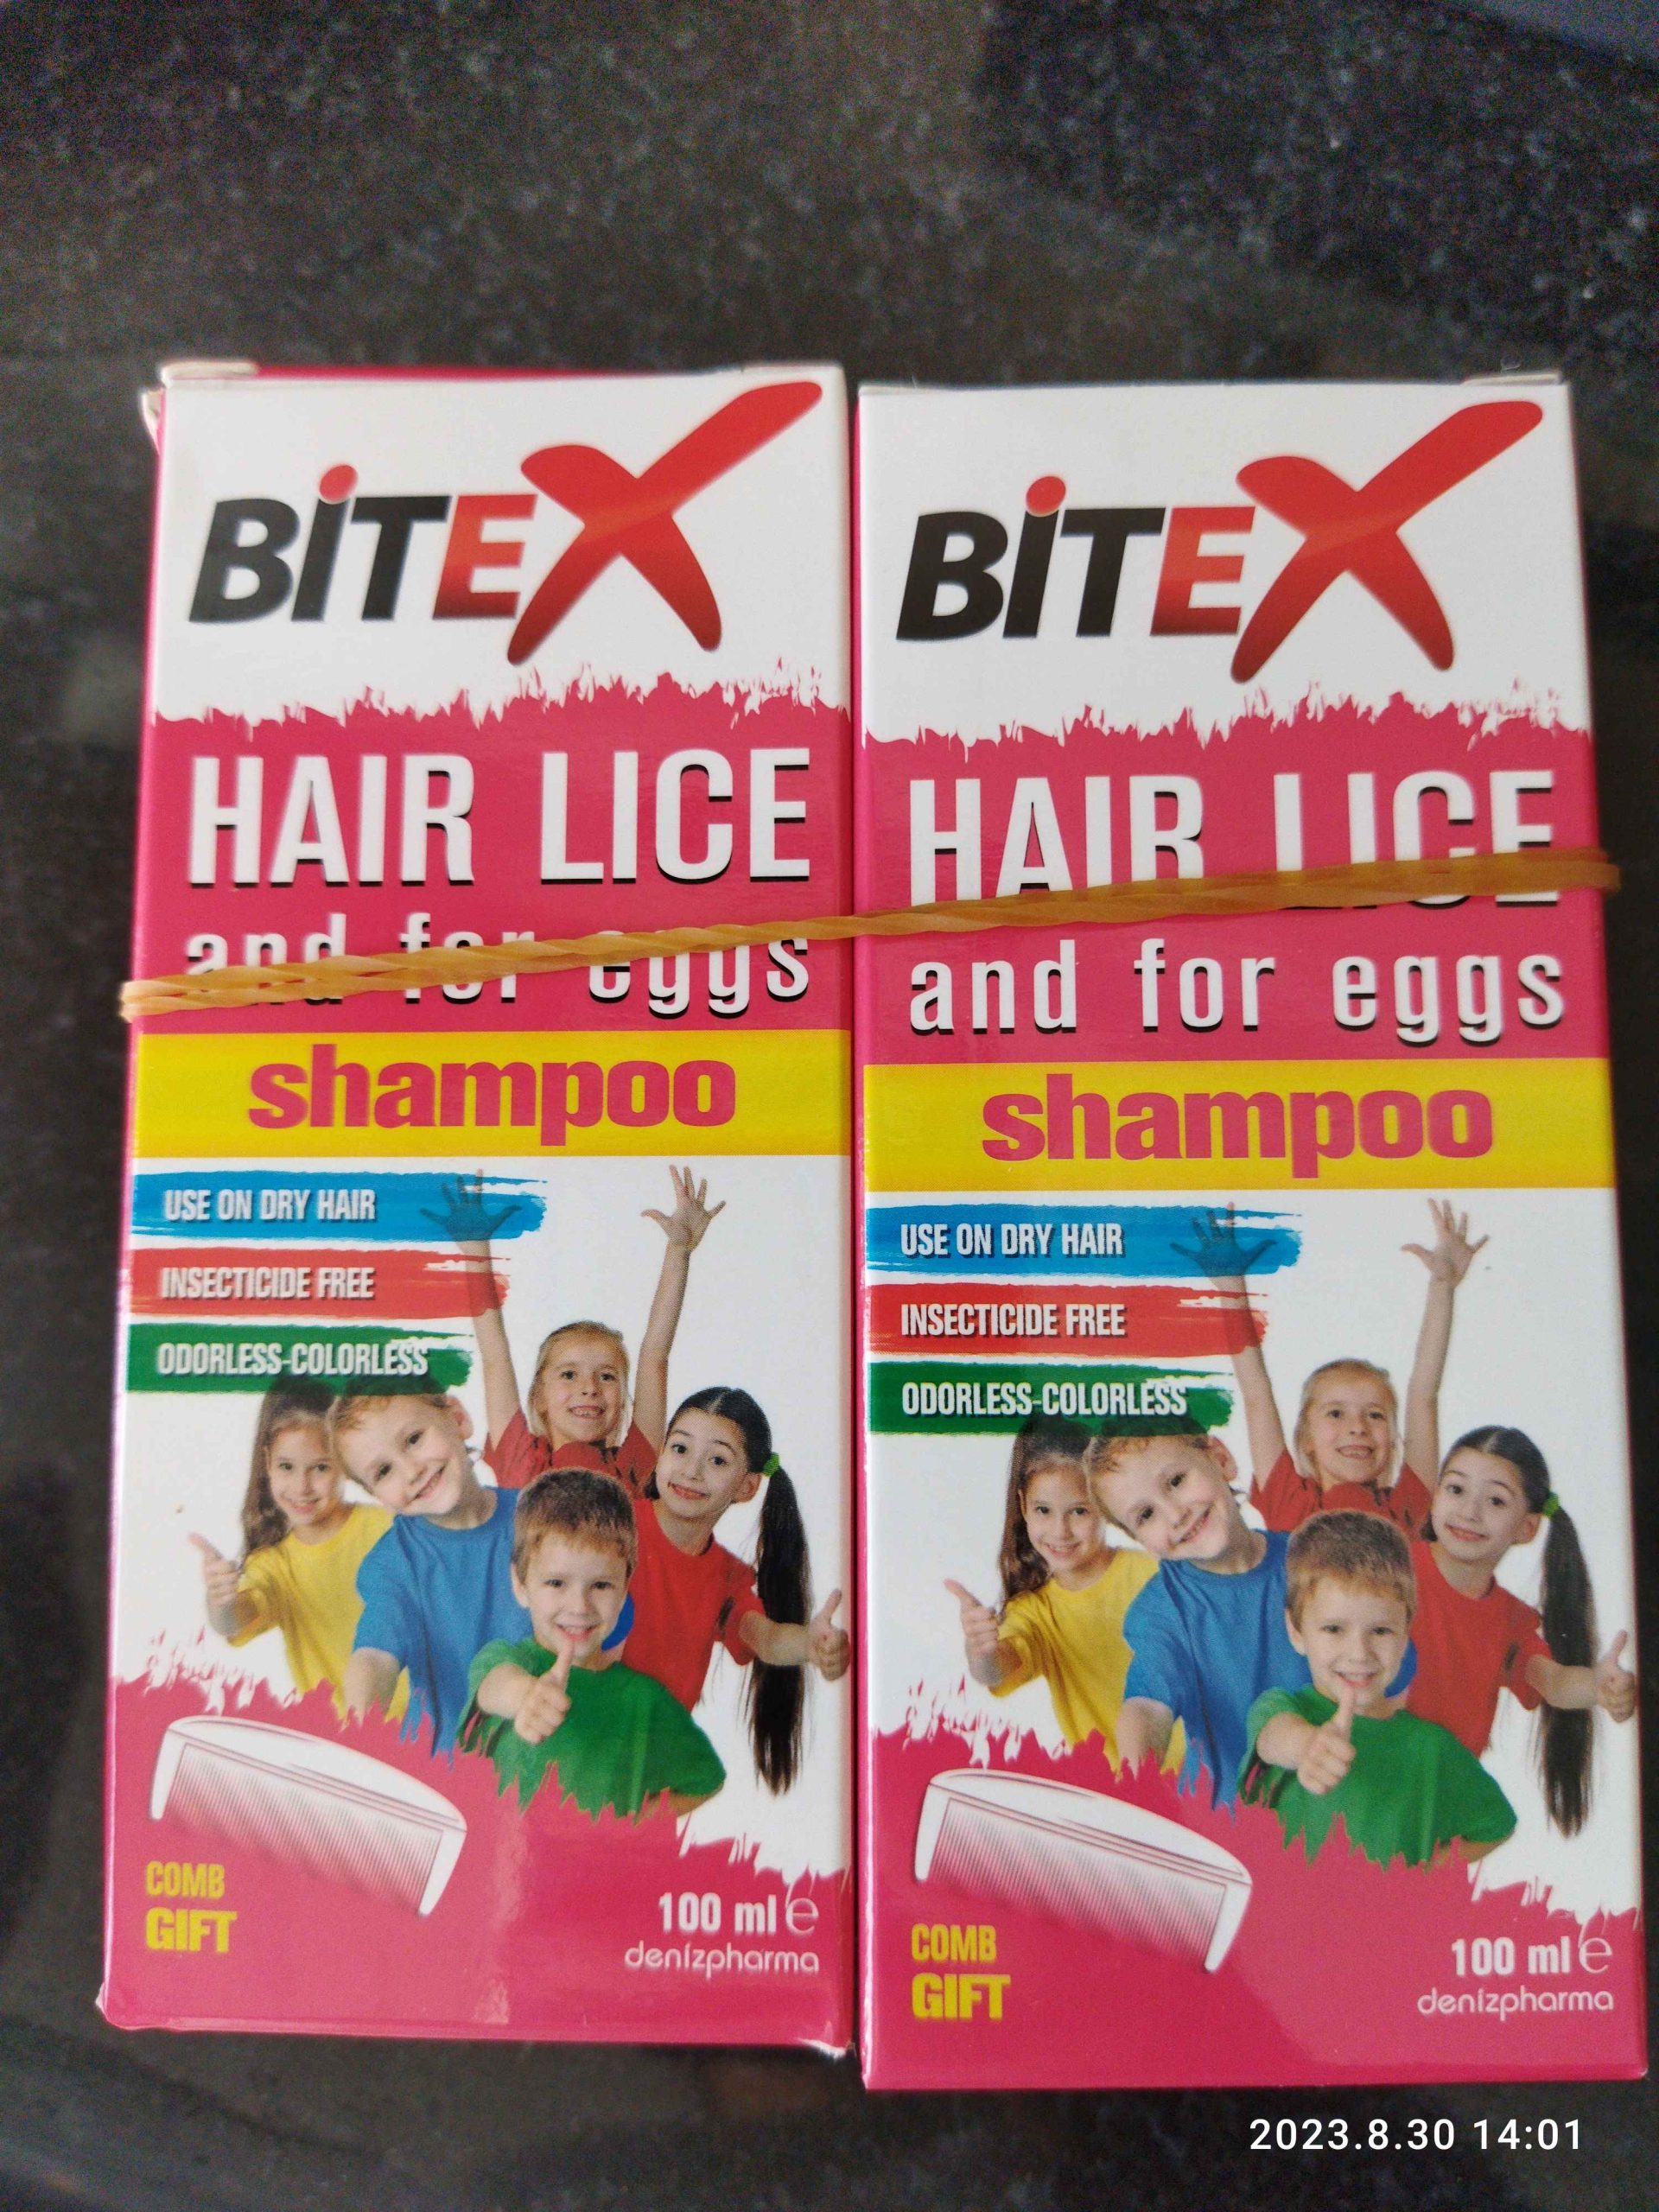 BiTEX
HAIR LICE
and for eggs
shampoo
USE ON DRY HAIR
INSECTICIDE FREE
ODORLESS-COLORLESS
COMB
GIFT
100 ml e
denizpharma
BiTEX
HAIR LICE
and for eggs
shampoo
USE ON DRY HAIR
INSECTICIDE FREE
ODORLESS-COLORLESS
COMB
GIFT
100 ml e
denizpharma
2023.8.30 14:01